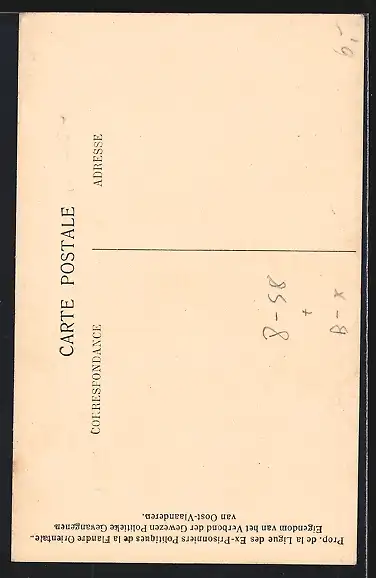 CARTE POSTALE
CORRESPONDANCE
ADRESSE
Prop. de la Ligue des Ex-Prisonniers Politiques de la Flandre Orientale-
Eigendom van het Verbond der Gewezen Politieke Gevangenen
van Oost-Vlaanderen.
8-58
+
B-X
6,-